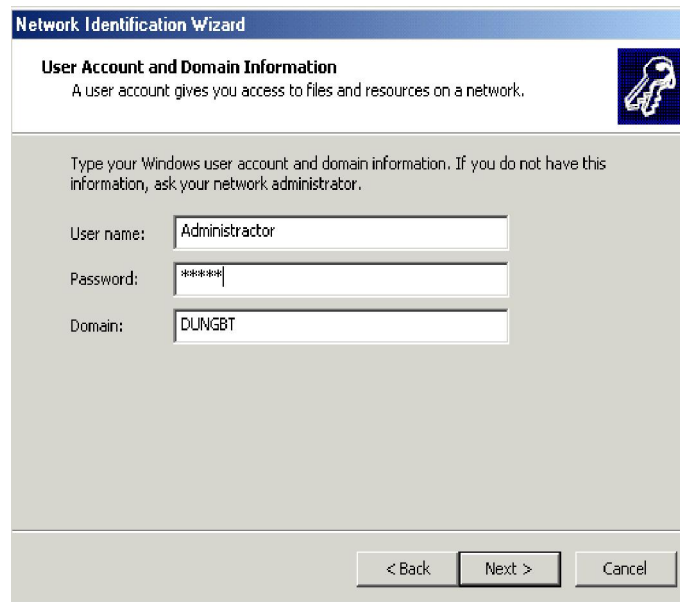 Network Identification Wizard
User Account and Domain Information
A user account gives you access to files and resources on a network.
Type your Windows user account and domain information. If you do not have this
information, ask your network administrator.
User name: Administractor
Password: *****
Domain: DUNGBT
< Back Next > Cancel